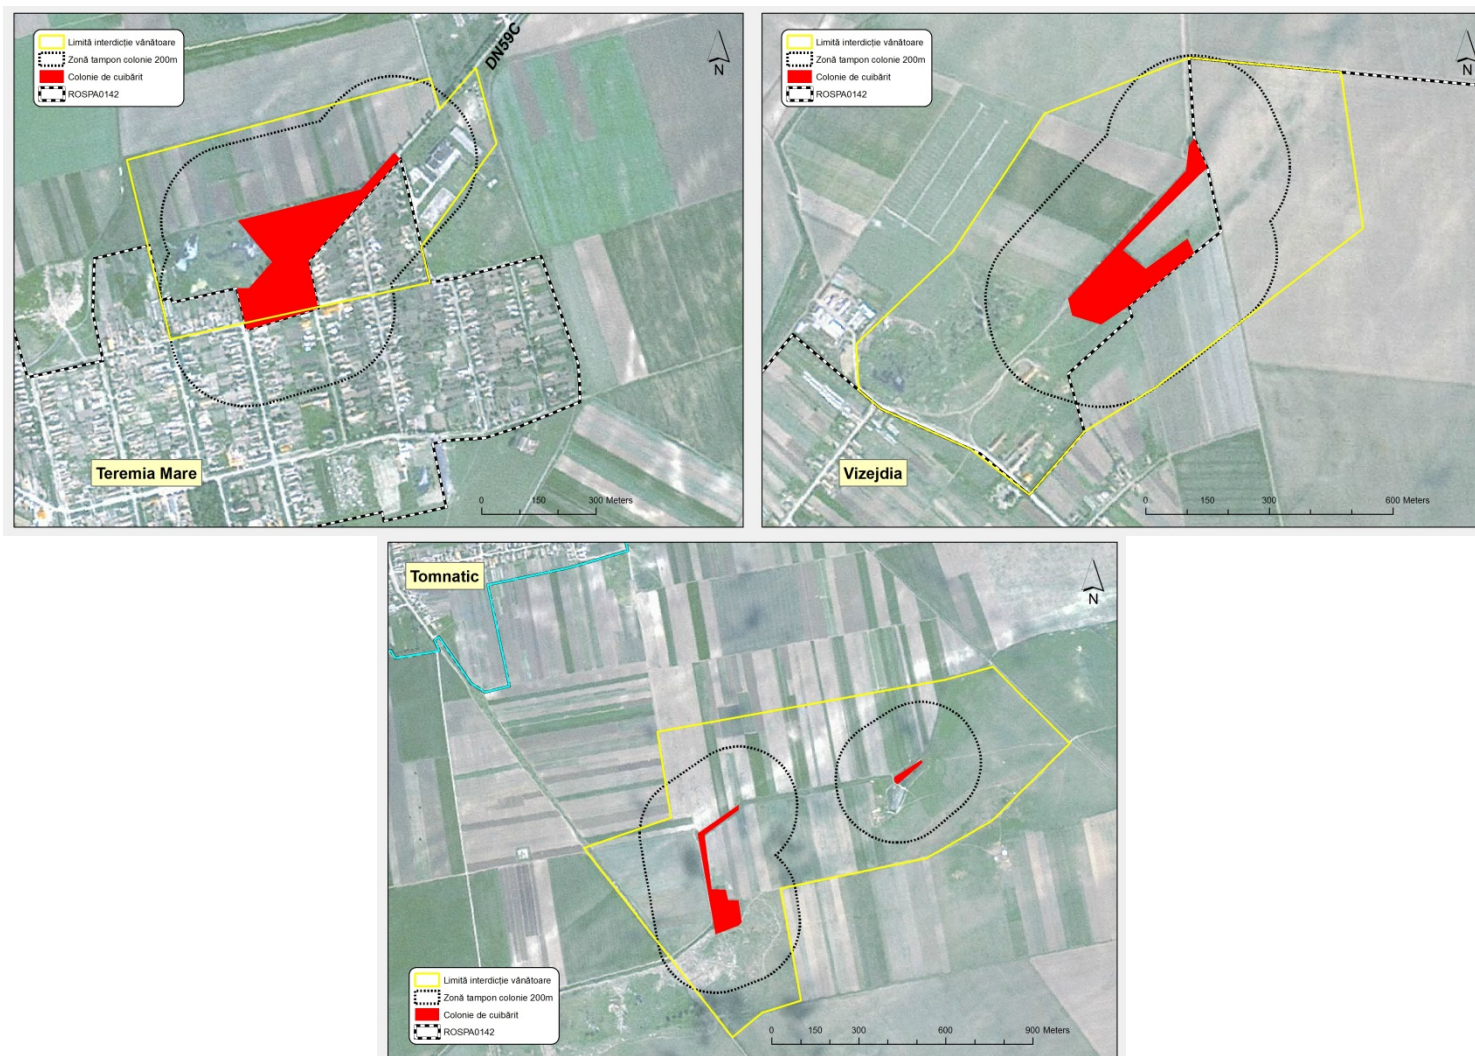 Limită interdicție vânătoare
Zonă tampon colonie 200m
Colonie de cuibărit
ROSPA0142
DN59C
N
Teremia Mare
0 150 300 Meters
Limită interdicție vânătoare
Zonă tampon colonie 200m
Colonie de cuibărit
ROSPA0142
N
Vizejdia
0 150 300 600 Meters
Tomnatic
N
Limită interdicție vânătoare
Zonă tampon colonie 200m
Colonie de cuibărit
ROSPA0142
0 150 300 600 900 Meters